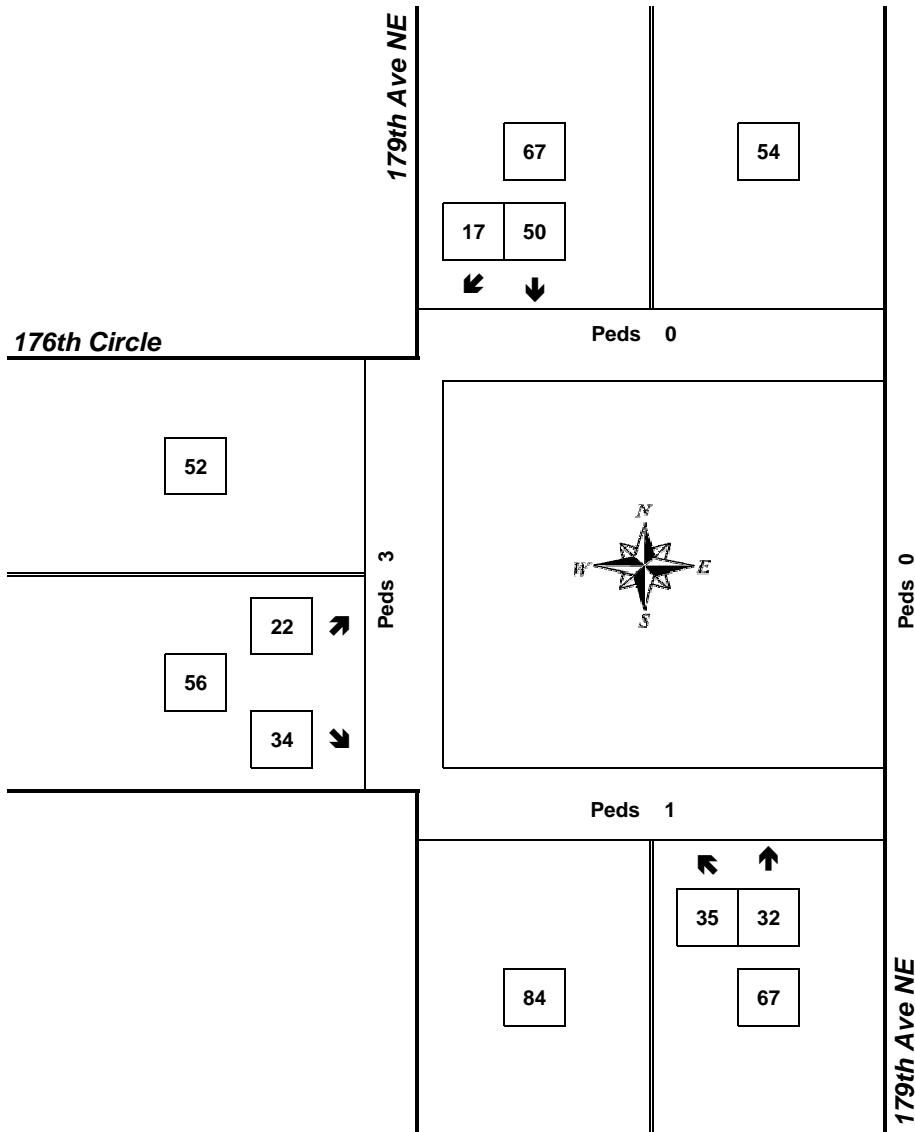 179th Ave NE
67
54
17 50
176th Circle
Peds 0
52
N
W E
S
Peds 3
Peds 0
22
56
34
Peds 1
35 32
84
67
179th Ave NE